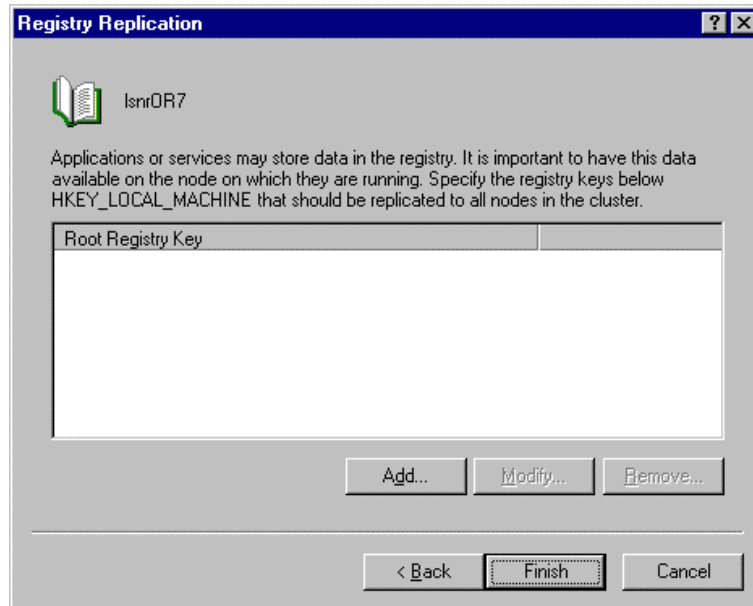 Registry Replication
lsnrOR7
Applications or services may store data in the registry. It is important to have this data
available on the node on which they are running. Specify the registry keys below
HKEY_LOCAL_MACHINE that should be replicated to all nodes in the cluster.
Root Registry Key
Add... Modify... Remove...
< Back Finish Cancel